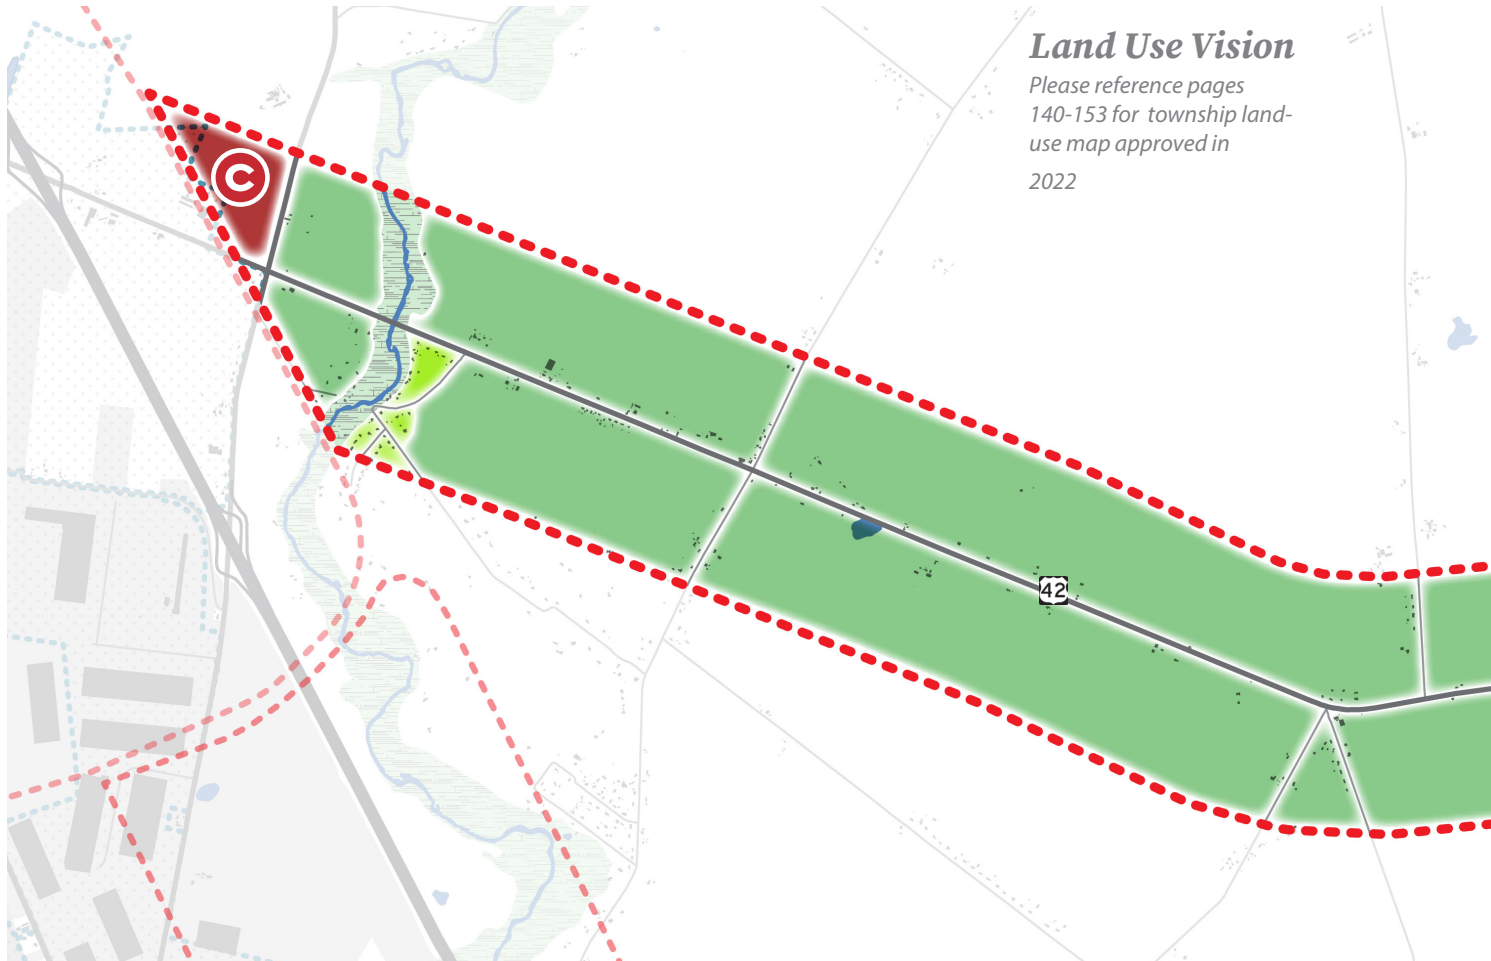 Land Use Vision
Please reference pages
140-153 for township land-
use map approved in
2022
C
42